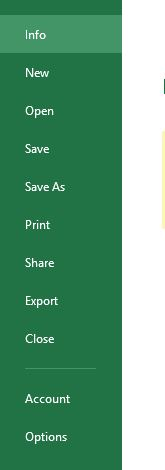 Info
New
Open
Save
Save As
Print
Share
Export
Close
Account
Options